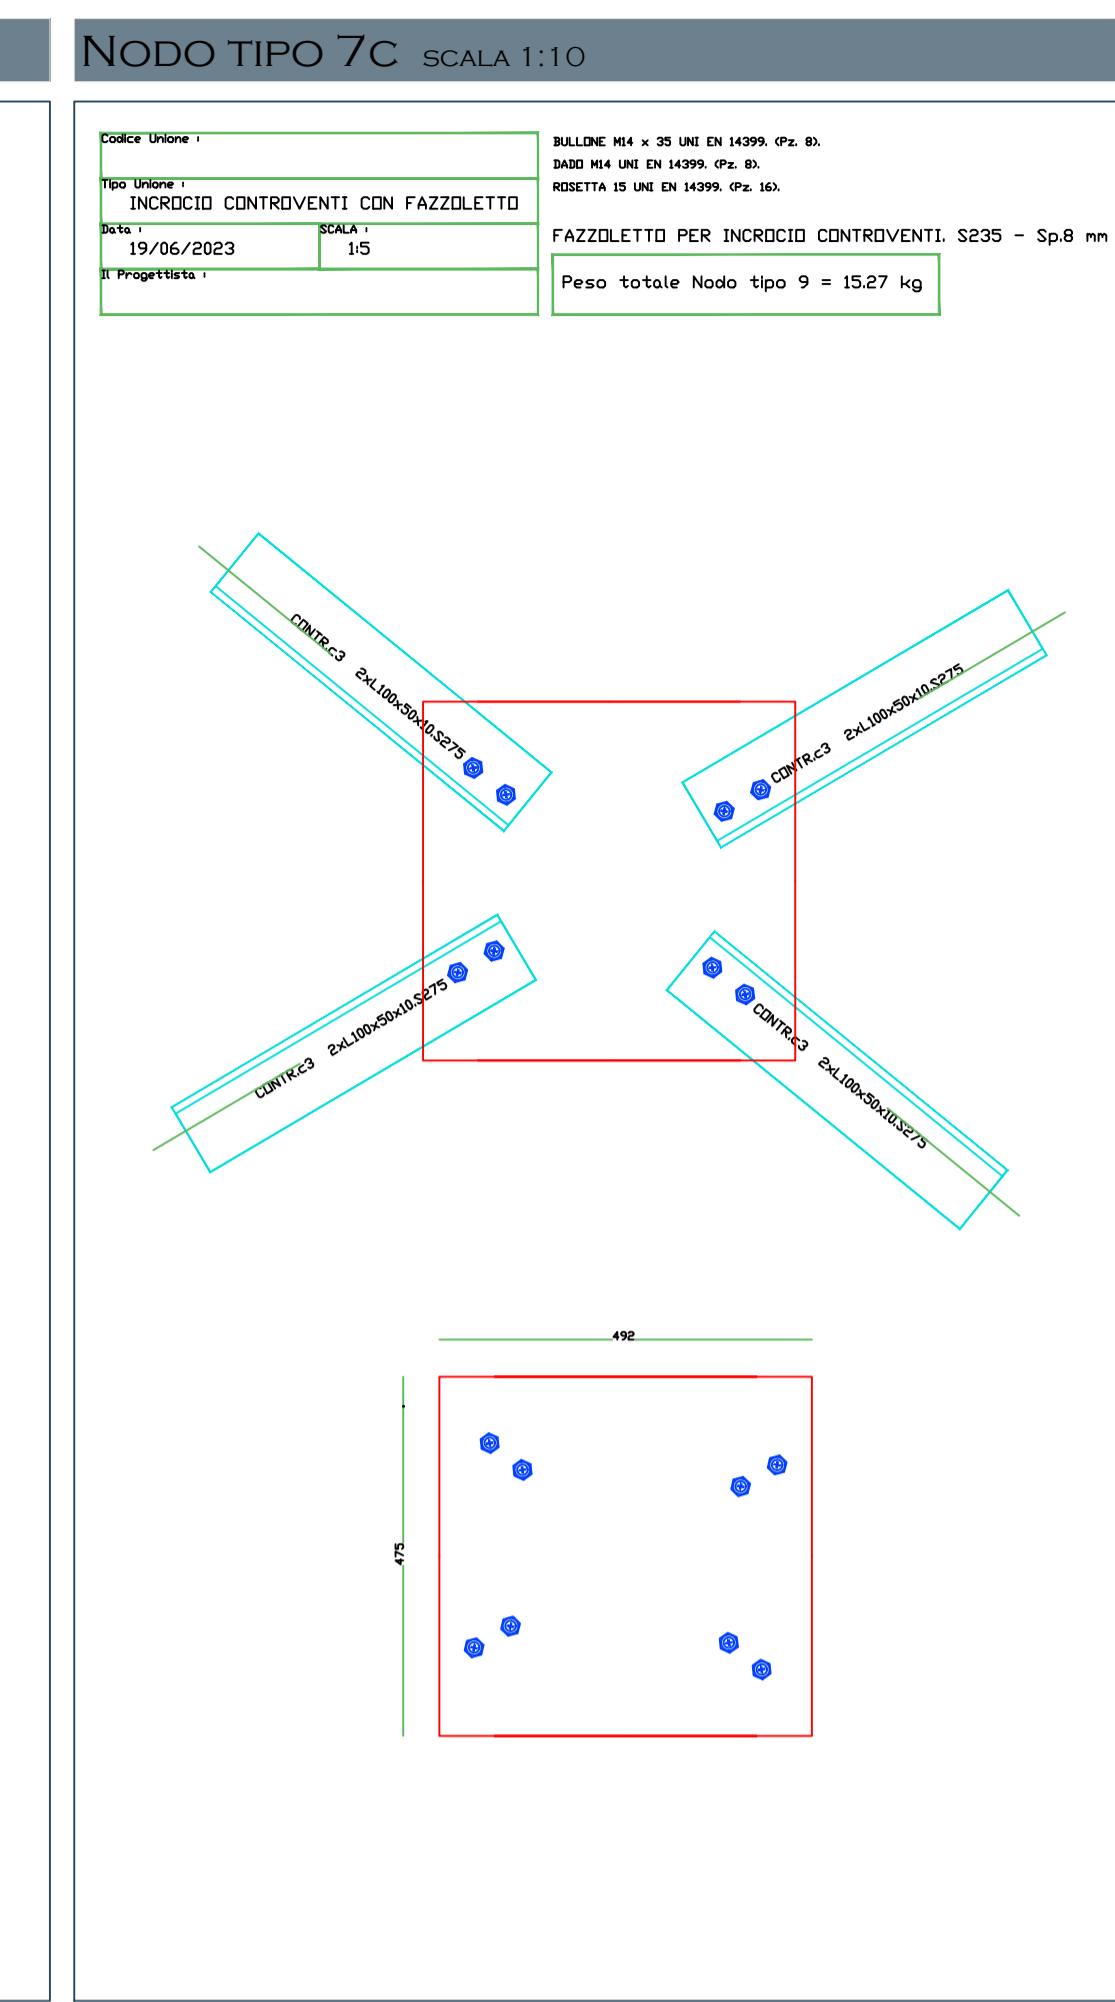 NODO TIPO 7C SCALA 1:10
Codice Unione :
Tipo Unione :
INCROCIO CONTROVENTI CON FAZZOLETTO
Data :
19/06/2023
SCALA :
1:5
Il Progettista :
BULLONE M14 x 35 UNI EN 14399. (Pz. 8).
DADO M14 UNI EN 14399. (Pz. 8).
ROSETTA 15 UNI EN 14399. (Pz. 16).
FAZZOLETTO PER INCROCIO CONTROVENTI. S235 - Sp.8 mm
Peso totale Nodo tipo 9 = 15.27 kg
CONTR.c3 2xL100x50x10.S275
CONTR.c3 2xL100x50x10.S275
CONTR.c3 2xL100x50x10.S275
CONTR.c3 2xL100x50x10.S275
492
475